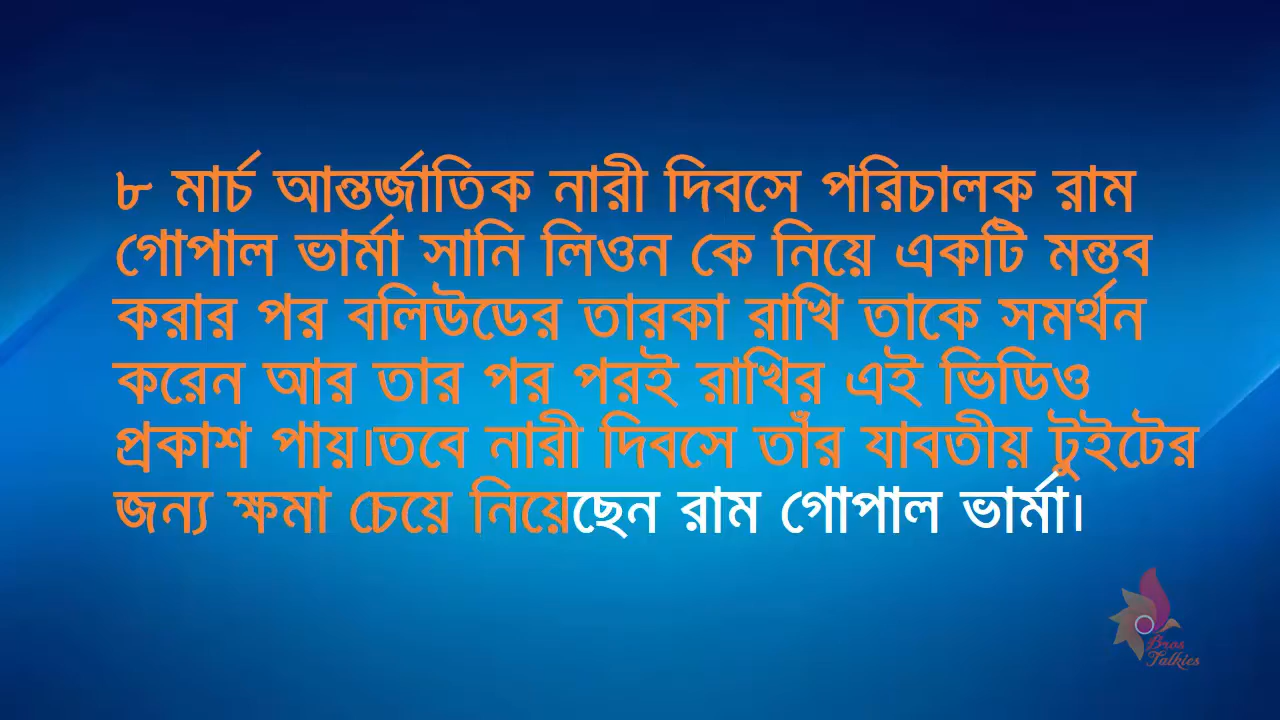 ৮ মার্চ আন্তর্জাতিক নারী দিবসে পরিচালক রাম
গোপাল ভার্মা সানি লিওন কে নিয়ে একটি মন্তব
করার পর বলিউডের তারকা রাখি তাকে সমর্থন
করেন আর তার পর পরই রাখির এই ভিডিও
প্রকাশ পায়।তবে নারী দিবসে তাঁর যাবতীয় টুইটের
জন্য ক্ষমা চেয়ে নিয়েছেন রাম গোপাল ভার্মা।
Bros
Talkies